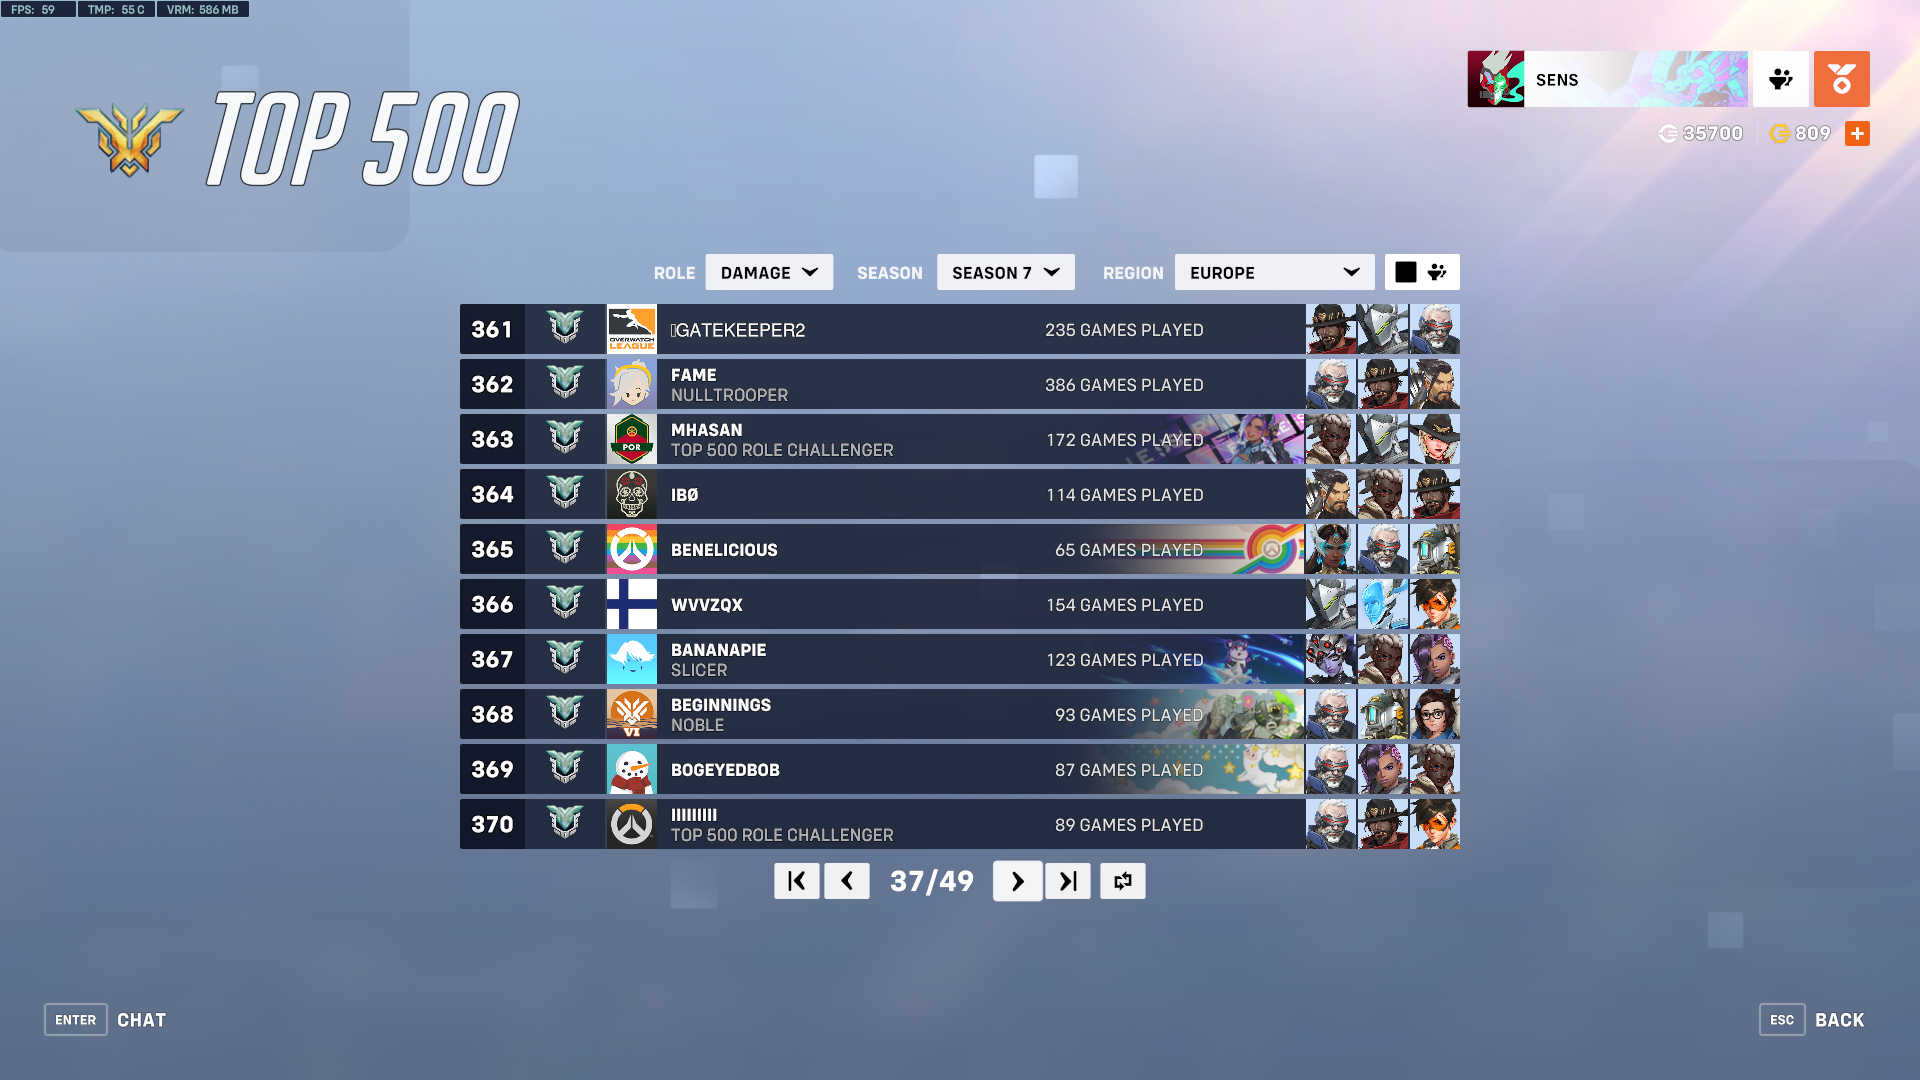 FPS: 59 TMP: 55 C VRM: 586 MB
TOP 500
SENS
35700 809
ROLE DAMAGE SEASON SEASON 7 REGION EUROPE
361 GATEKEEPER2 235 GAMES PLAYED
OVERWATCH
LEAGUE
362 FAME 386 GAMES PLAYED
NULLTROOPER
363 MHASAN 172 GAMES PLAYED
TOP 500 ROLE CHALLENGER
POR
364 IBØ 114 GAMES PLAYED
365 BENELICIOUS 65 GAMES PLAYED
366 WVVZQX 154 GAMES PLAYED
367 BANANAPIE 123 GAMES PLAYED
SLICER
368 BEGINNINGS 93 GAMES PLAYED
NOBLE
VI
369 BOGEYEDBOB 87 GAMES PLAYED
370 IIIIIIIII 89 GAMES PLAYED
TOP 500 ROLE CHALLENGER
37/49
ENTER CHAT
ESC BACK